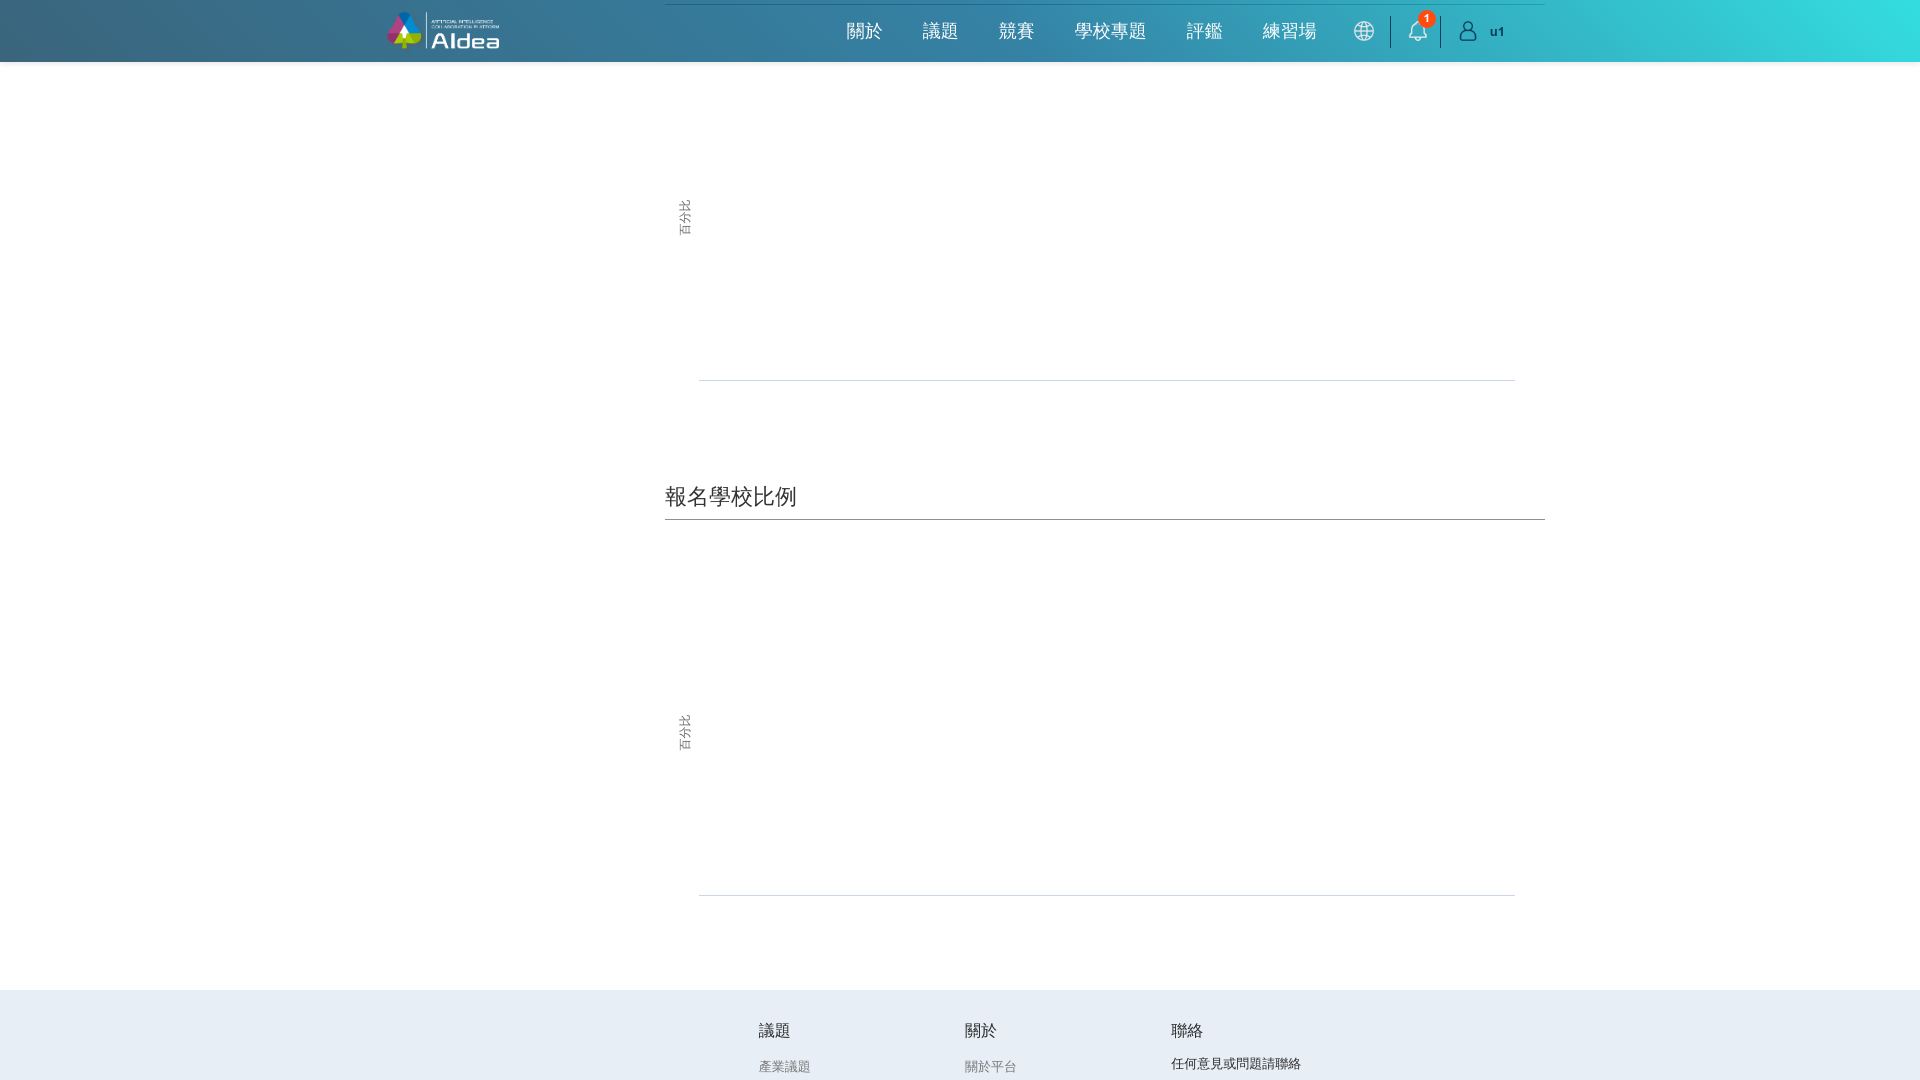 ARTIFICIAL INTELLIGENCE
COLLABORATION PLATFORM
AIdea
關於
議題
競賽
學校專題
評鑑
練習場
1
u1
百分比
報名學校比例
百分比
議題
關於
聯絡
產業議題
關於平台
任何意見或問題請聯絡